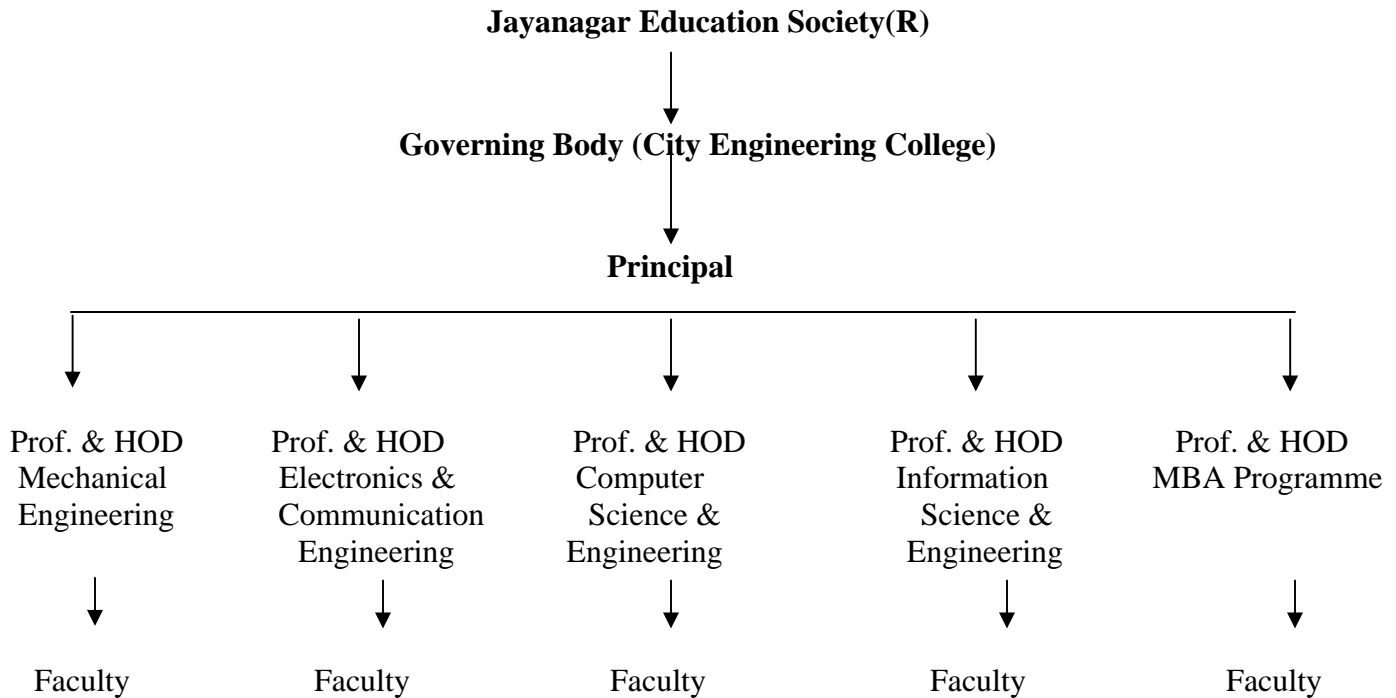 Jayanagar Education Society(R)
Governing Body (City Engineering College)
Principal
Prof. & HOD
Mechanical
Engineering
Prof. & HOD
Electronics &
Communication
Engineering
Prof. & HOD
Computer
Science &
Engineering
Prof. & HOD
Information
Science &
Engineering
Prof. & HOD
MBA Programme
Faculty
Faculty
Faculty
Faculty
Faculty